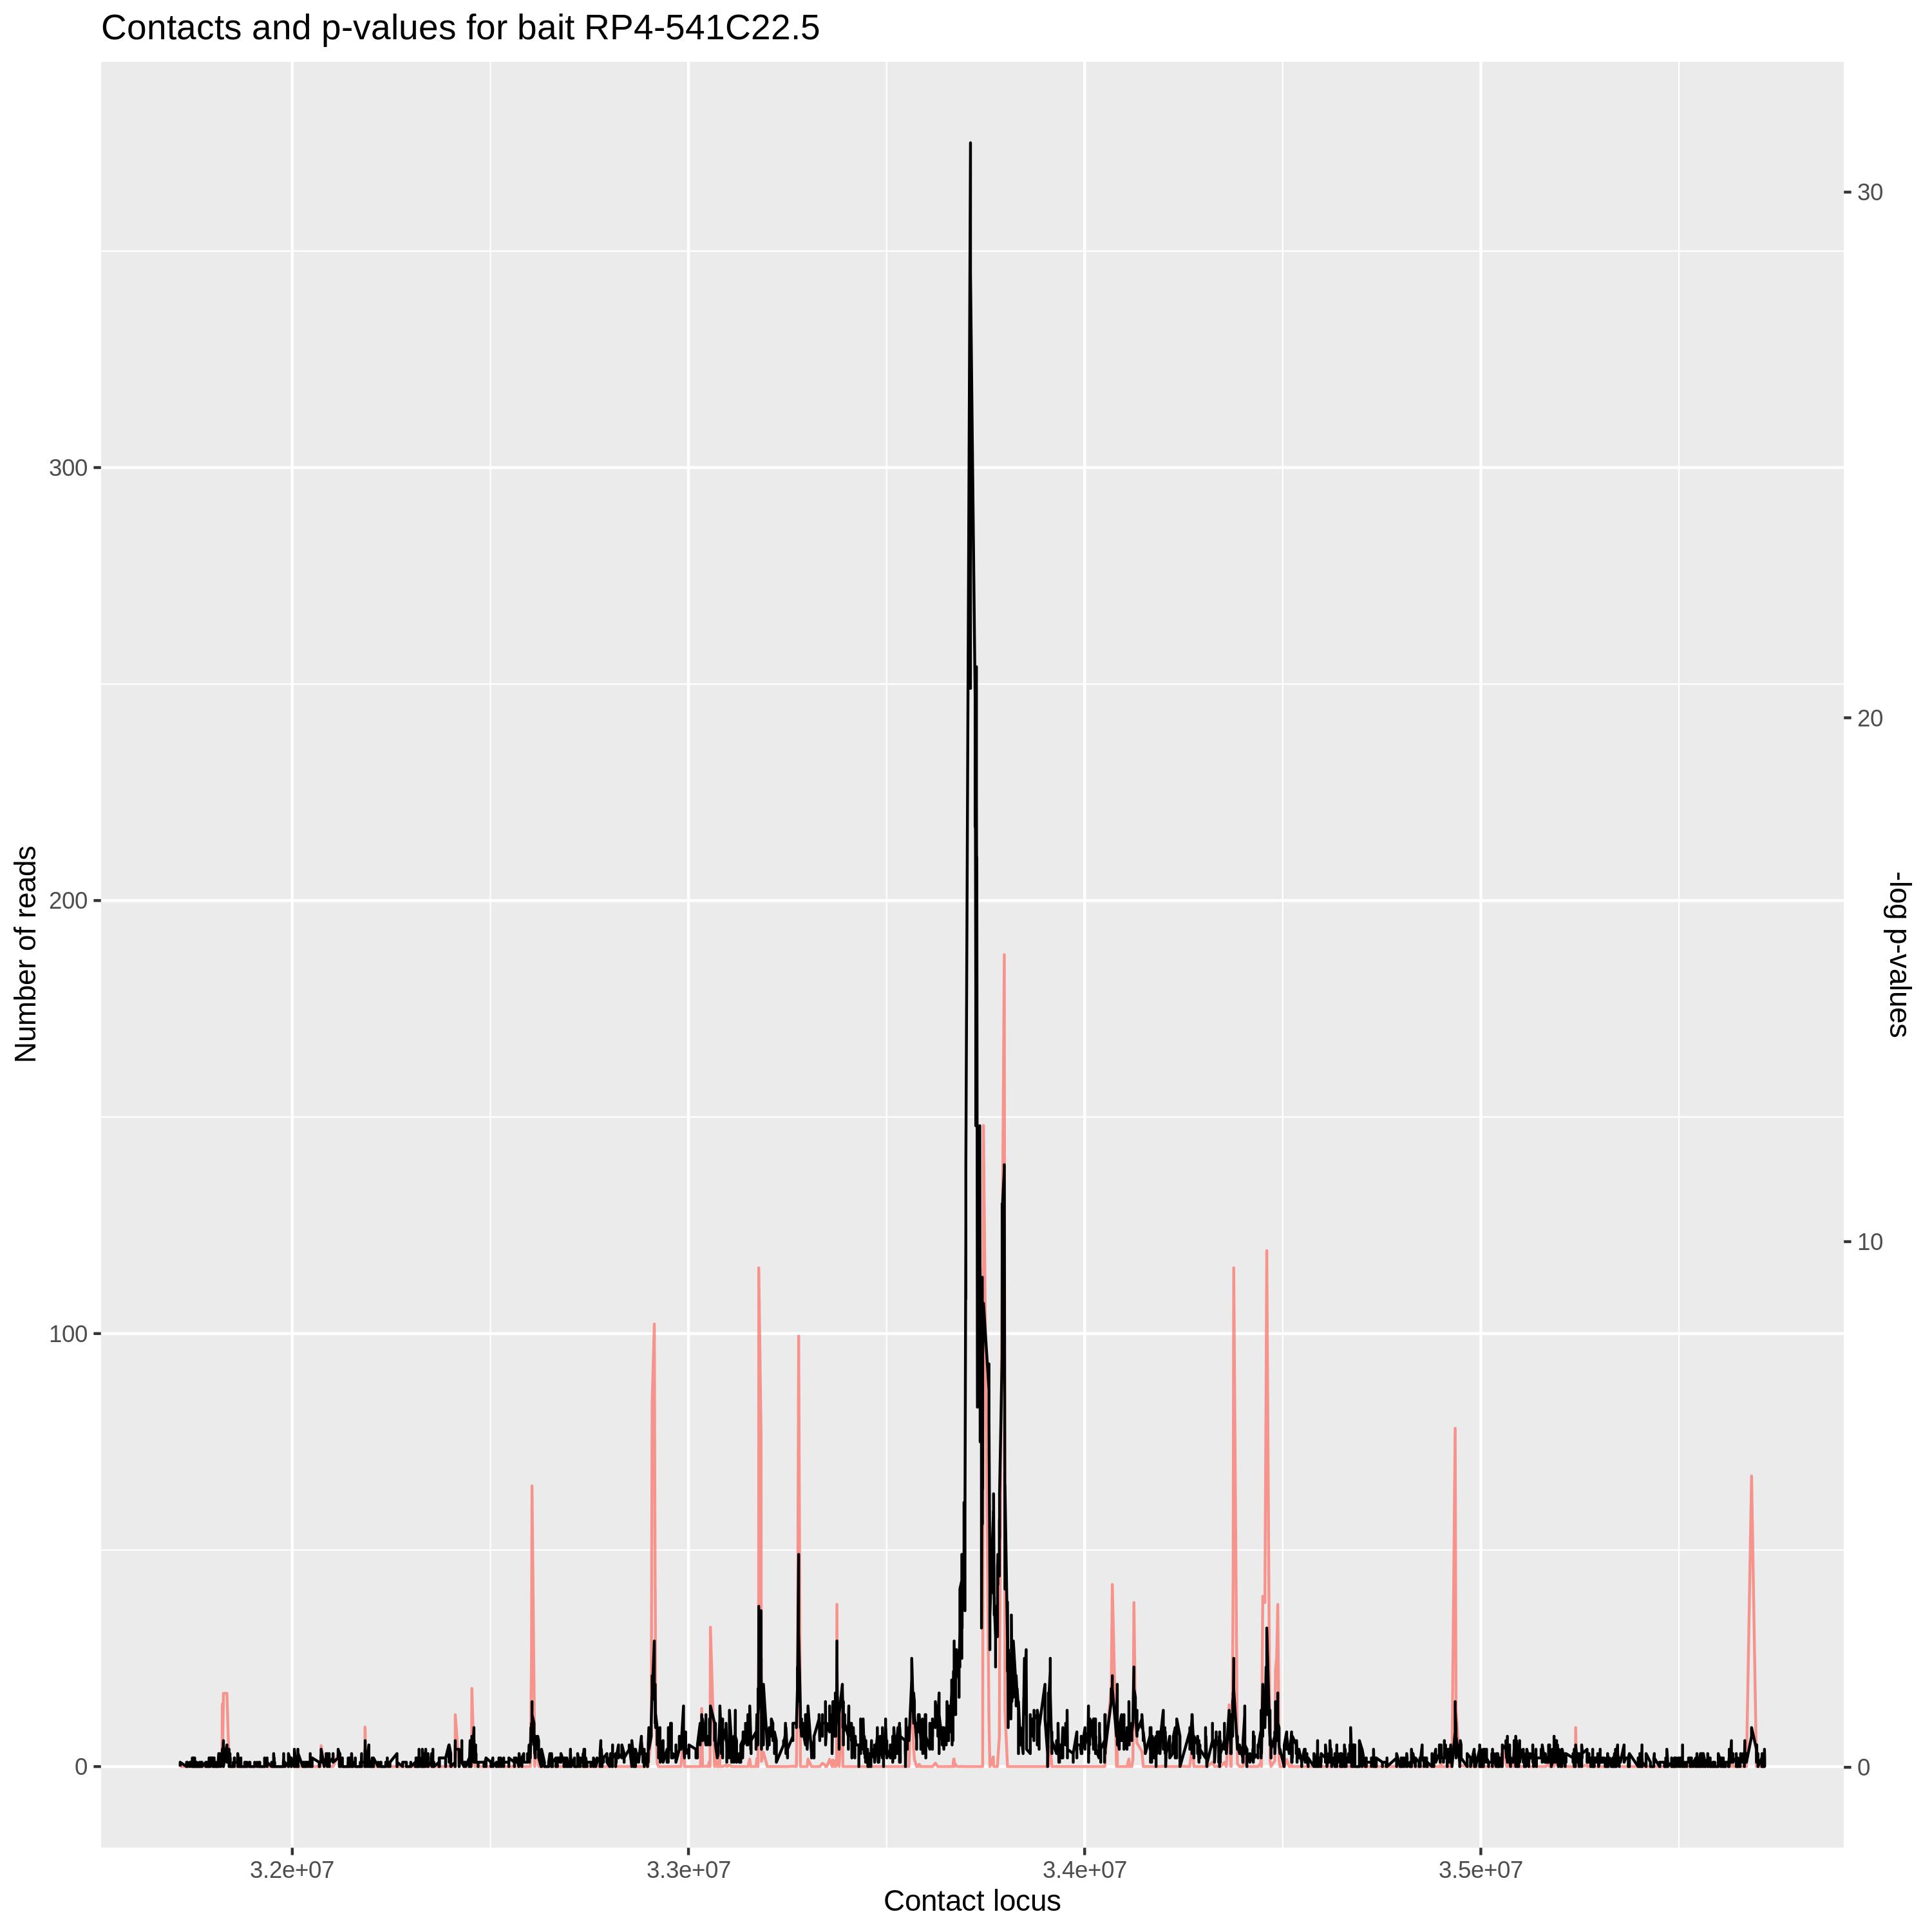 Contacts and p-values for bait RP4-541C22.5
Number of reads
300
200
100
0
30
20
10
0
-log p-values
3.2e+07
3.3e+07
3.4e+07
3.5e+07
Contact locus